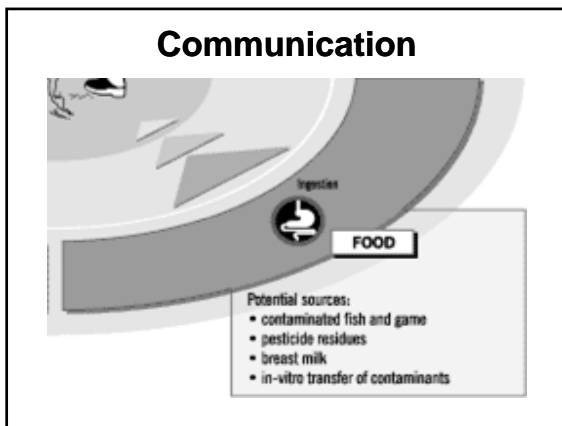 Communication
Ingestion
FOOD
Potential sources:
• contaminated fish and game
• pesticide residues
• breast milk
• in-vitro transfer of contaminants